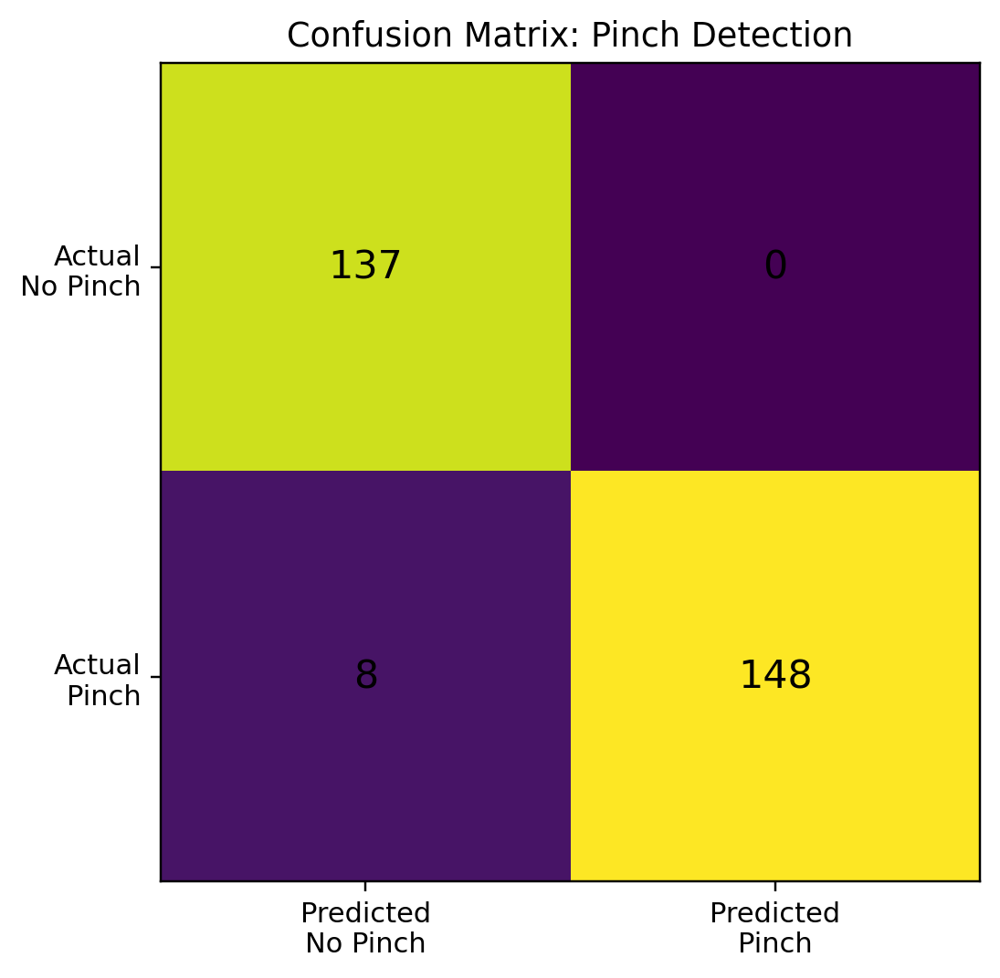 Confusion Matrix: Pinch Detection
Actual
No Pinch
137
0
Actual
Pinch
8
148
Predicted
No Pinch
Predicted
Pinch